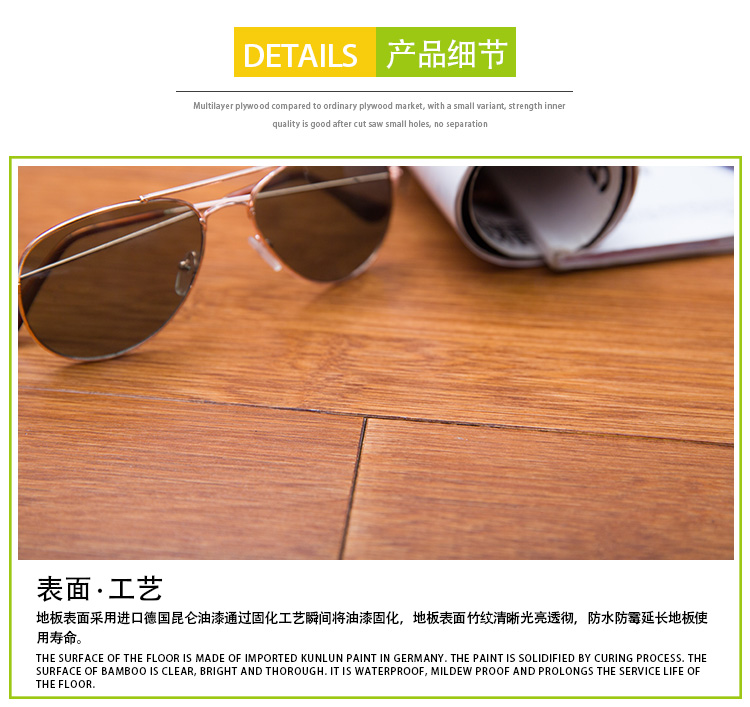 DETAILS 产品细节
Multilayer plywood compared to ordinary plywood market, with a small variant, strength inner
quality is good after cut saw small holes, no separation
表面·工艺
地板表面采用进口德国昆仑油漆通过固化工艺瞬间将油漆固化，地板表面竹纹清晰光亮透彻，防水防霉延长地板使
用寿命。
THE SURFACE OF THE FLOOR IS MADE OF IMPORTED KUNLUN PAINT IN GERMANY. THE PAINT IS SOLIDIFIED BY CURING PROCESS. THE
SURFACE OF BAMBOO IS CLEAR, BRIGHT AND THOROUGH. IT IS WATERPROOF, MILDEW PROOF AND PROLONGS THE SERVICE LIFE OF
THE FLOOR.